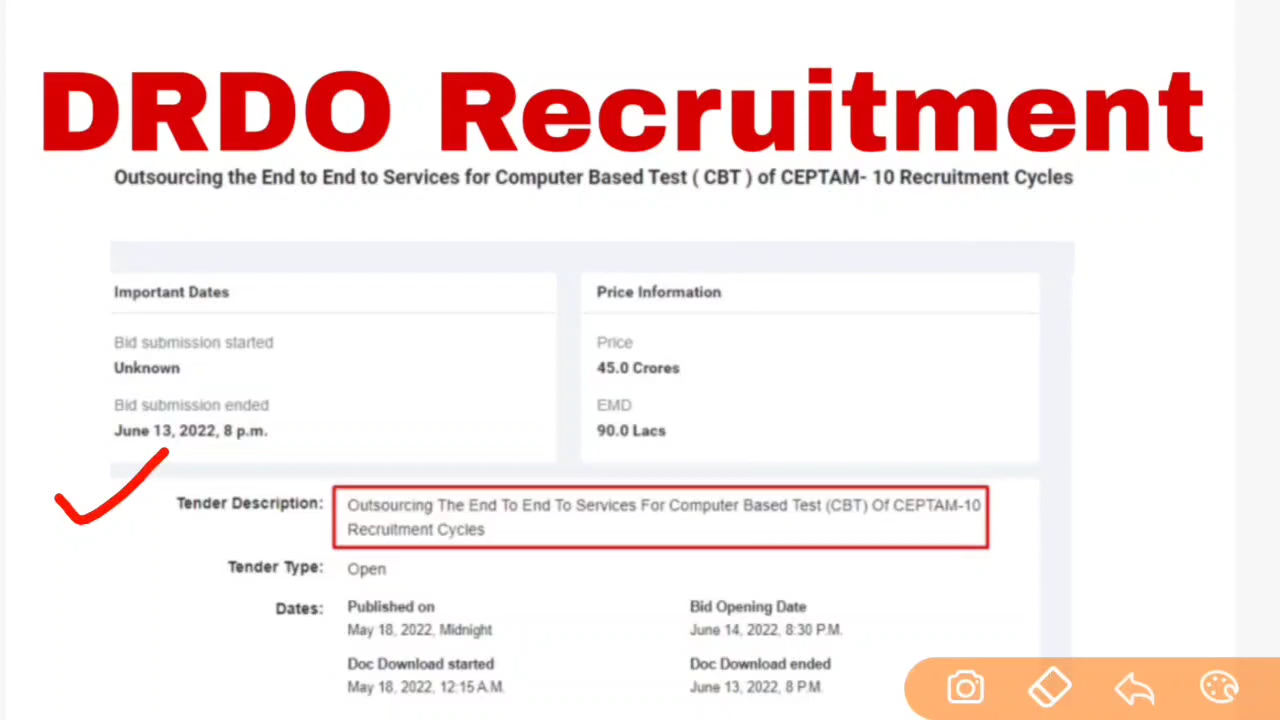 DRDO Recruitment
Outsourcing the End to End to Services for Computer Based Test ( CBT ) of CEPTAM- 10 Recruitment Cycles
Important Dates
Bid submission started
Unknown
Bid submission ended
June 13, 2022, 8 p.m.
Price Information
Price
45.0 Crores
EMD
90.0 Lacs
Tender Description: Outsourcing The End To End To Services For Computer Based Test (CBT) Of CEPTAM-10
Recruitment Cycles
Tender Type: Open
Dates: Published on
May 18, 2022, Midnight
Bid Opening Date
June 14, 2022, 8:30 P.M.
Doc Download started
May 18, 2022, 12:15 A.M.
Doc Download ended
June 13, 2022, 8 P.M.